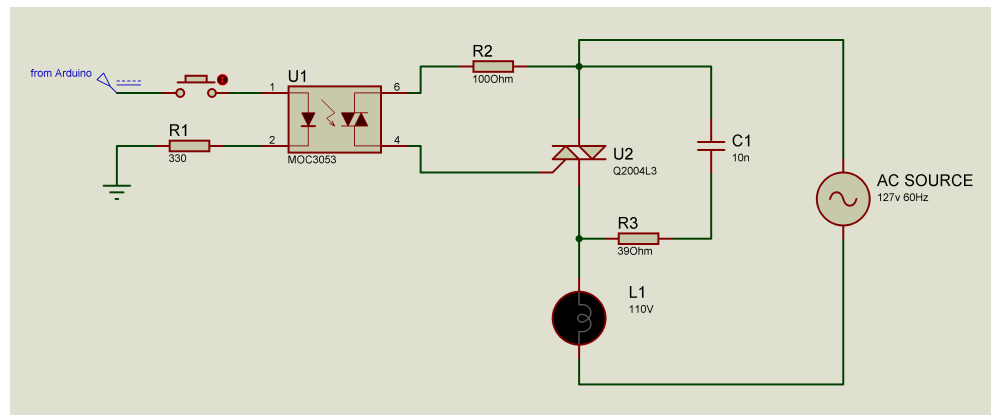 from Arduino
U1
1
6
2
4
MOC3053
R1
330
R2
100Ohm
U2
Q2004L3
C1
10n
R3
39Ohm
L1
110V
AC SOURCE
127v 60Hz